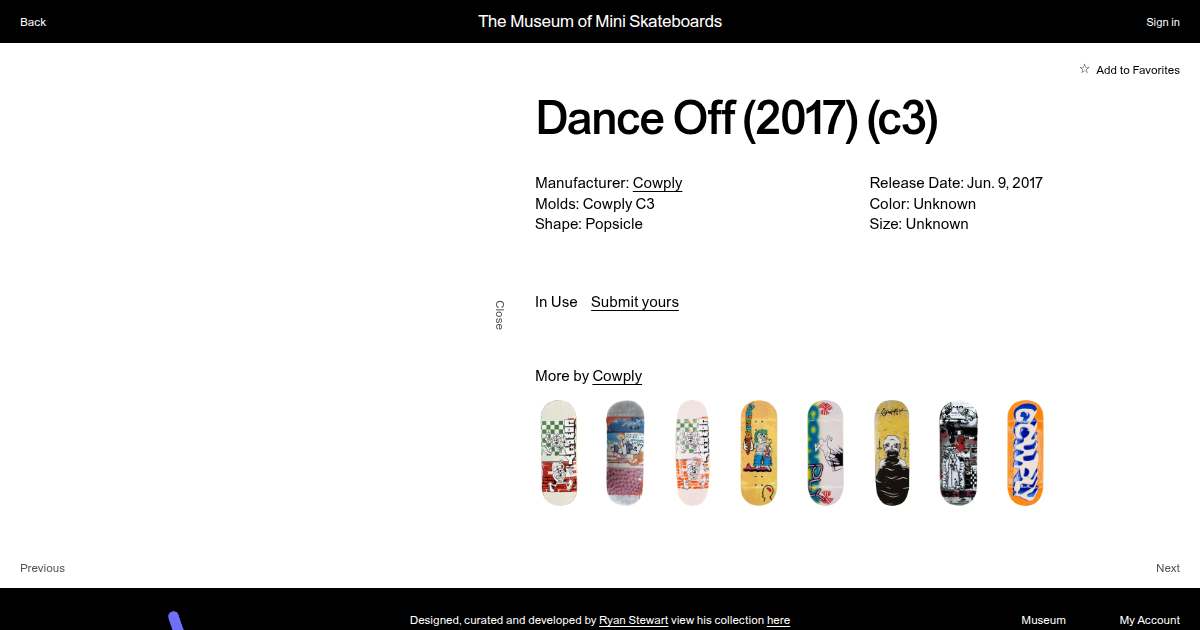 Back
The Museum of Mini Skateboards
Sign in
☆ Add to Favorites
Dance Off (2017) (c3)
Manufacturer: Cowply
Molds: Cowply C3
Shape: Popsicle
Release Date: Jun. 9, 2017
Color: Unknown
Size: Unknown
Close
In Use Submit yours
More by Cowply
Previous
Next
Designed, curated and developed by Ryan Stewart view his collection here
Museum
My Account